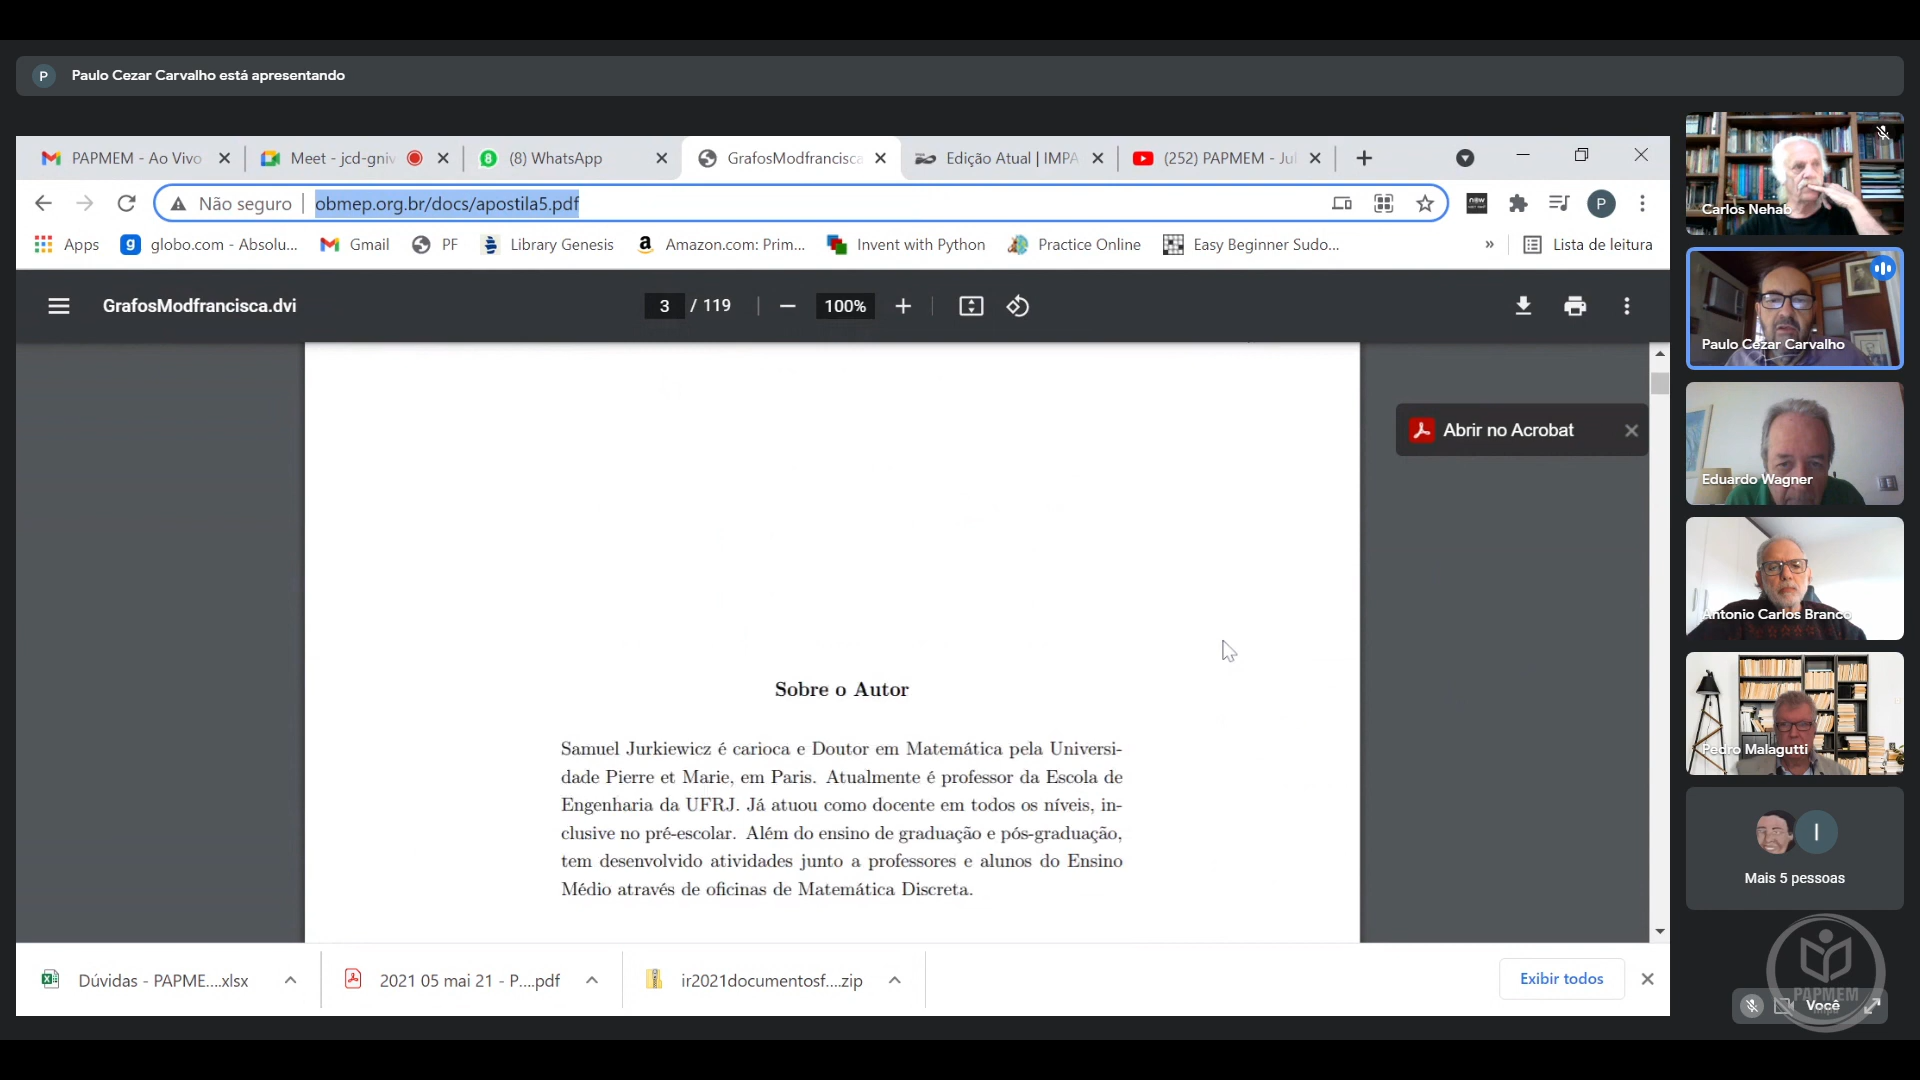 P Paulo Cezar Carvalho está apresentando
PAPMEM - Ao Vivo
Meet - jcd-gniv
8 (8) WhatsApp
GrafosModfrancisca
Edição Atual | IMPA
(252) PAPMEM - Jul
Não seguro
obmep.org.br/docs/apostila5.pdf
P
Apps
g globo.com - Absolu...
Gmail
PF
Library Genesis
a Amazon.com: Prim...
Invent with Python
Practice Online
Easy Beginner Sudo...
»
Lista de leitura
GrafosModfrancisca.dvi
3 / 119
100%
Abrir no Acrobat
Sobre o Autor
Samuel Jurkiewicz é carioca e Doutor em Matemática pela Universi-
dade Pierre et Marie, em Paris. Atualmente é professor da Escola de
Engenharia da UFRJ. Já atuou como docente em todos os níveis, in-
clusive no pré-escolar. Além do ensino de graduação e pós-graduação,
tem desenvolvido atividades junto a professores e alunos do Ensino
Médio através de oficinas de Matemática Discreta.
Dúvidas - PAPME....xlsx
2021 05 mai 21 - P....pdf
ir2021documentosf....zip
Exibir todos
Carlos Nehab
Paulo Cezar Carvalho
Eduardo Wagner
Antonio Carlos Branco
Pedro Malagutti
I
Mais 5 pessoas
PAPMEM
Você